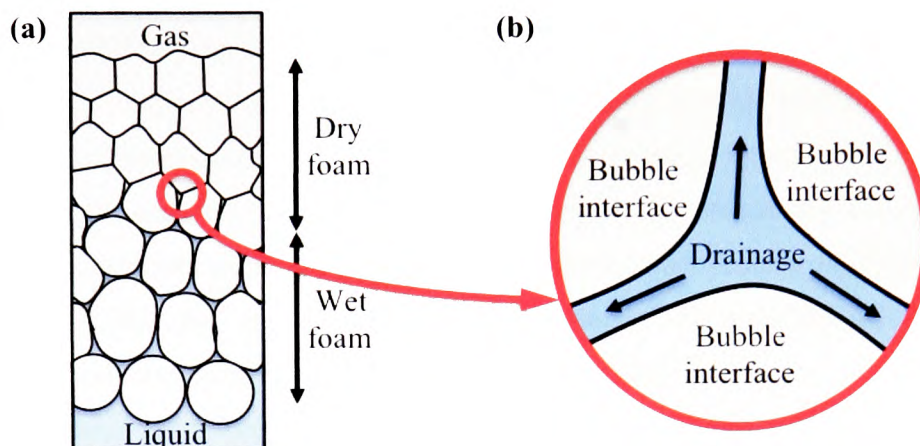 (a)
Gas
Dry
foam
Wet
foam
Liquid
(b)
Bubble
interface
Bubble
interface
Drainage
Bubble
interface